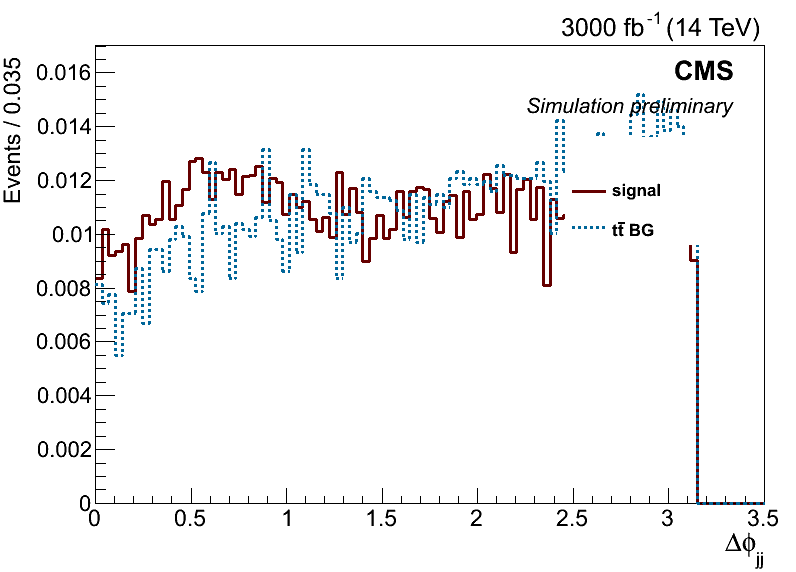 3000 fb-1 (14 TeV)
CMS
Simulation preliminary
Events / 0.035
0.016
0.014
0.012
0.01
0.008
0.006
0.004
0.002
0
signal
tt̄ BG
0 0.5 1 1.5 2 2.5 3 3.5
Δϕjj